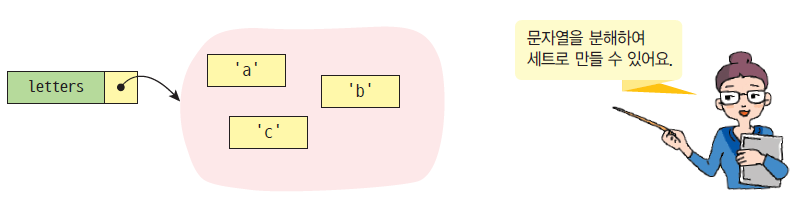 letters
'a'
'b'
'c'
문자열을 분해하여
세트로 만들 수 있어요.